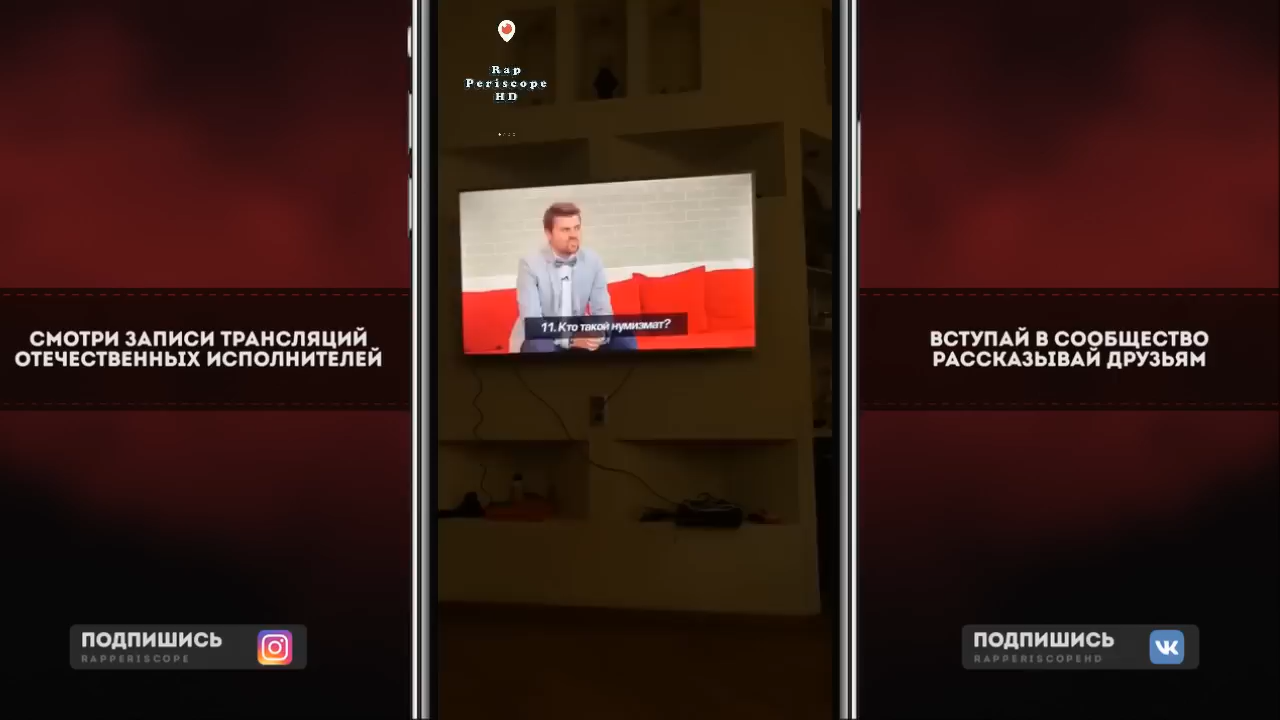 Rap
Periscope
HD
11. Кто такой нумизмат?
СМОТРИ ЗАПИСИ ТРАНСЛЯЦИЙ
ОТЕЧЕСТВЕННЫХ ИСПОЛНИТЕЛЕЙ
ВСТУПАЙ В СООБЩЕСТВО
РАССКАЗЫВАЙ ДРУЗЬЯМ
ПОДПИШИСЬ
RAPPERISCOPE
ПОДПИШИСЬ
RAPPERISCOPEHD